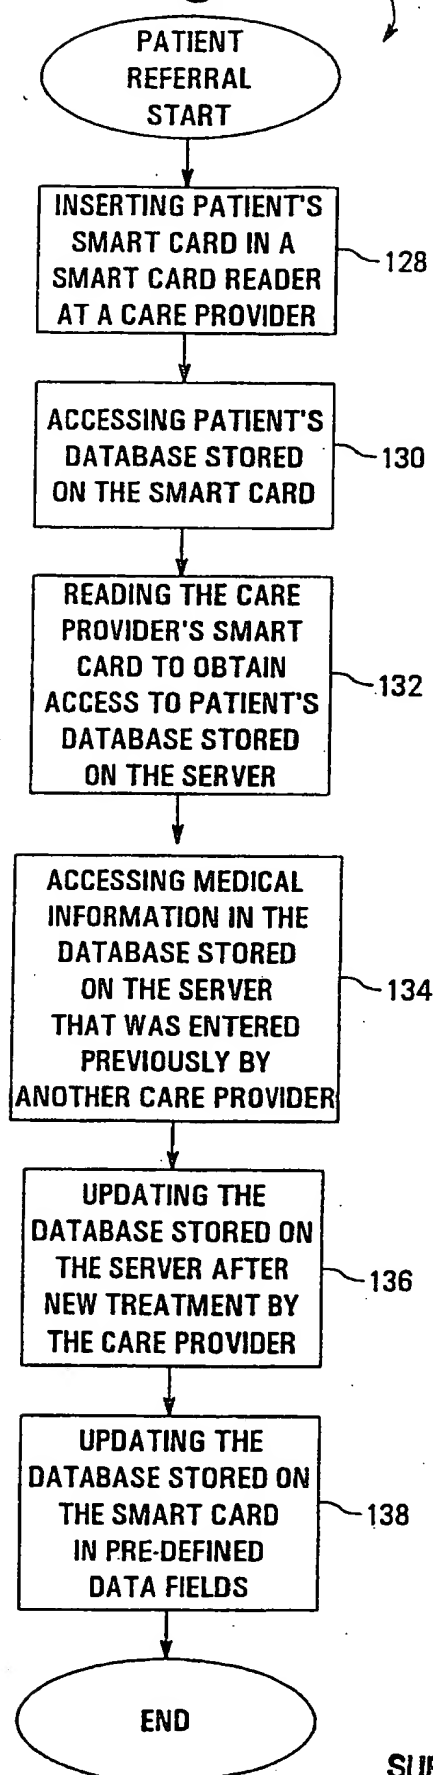 PATIENT
REFERRAL
START
INSERTING PATIENT'S
SMART CARD IN A
SMART CARD READER
AT A CARE PROVIDER
128
ACCESSING PATIENT'S
DATABASE STORED
ON THE SMART CARD
130
READING THE CARE
PROVIDER'S SMART
CARD TO OBTAIN
ACCESS TO PATIENT'S
DATABASE STORED
ON THE SERVER
132
ACCESSING MEDICAL
INFORMATION IN THE
DATABASE STORED
ON THE SERVER
THAT WAS ENTERED
PREVIOUSLY BY
ANOTHER CARE PROVIDER
134
UPDATING THE
DATABASE STORED ON
THE SERVER AFTER
NEW TREATMENT BY
THE CARE PROVIDER
136
UPDATING THE
DATABASE STORED ON
THE SMART CARD
IN PRE-DEFINED
DATA FIELDS
138
END